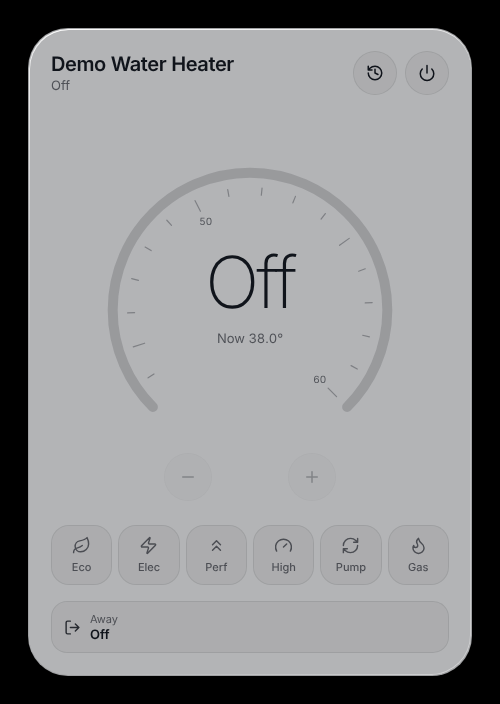 Demo Water Heater
Off
50
Off
Now 38.0°
60
Eco
Elec
Perf
High
Pump
Gas
Away
Off